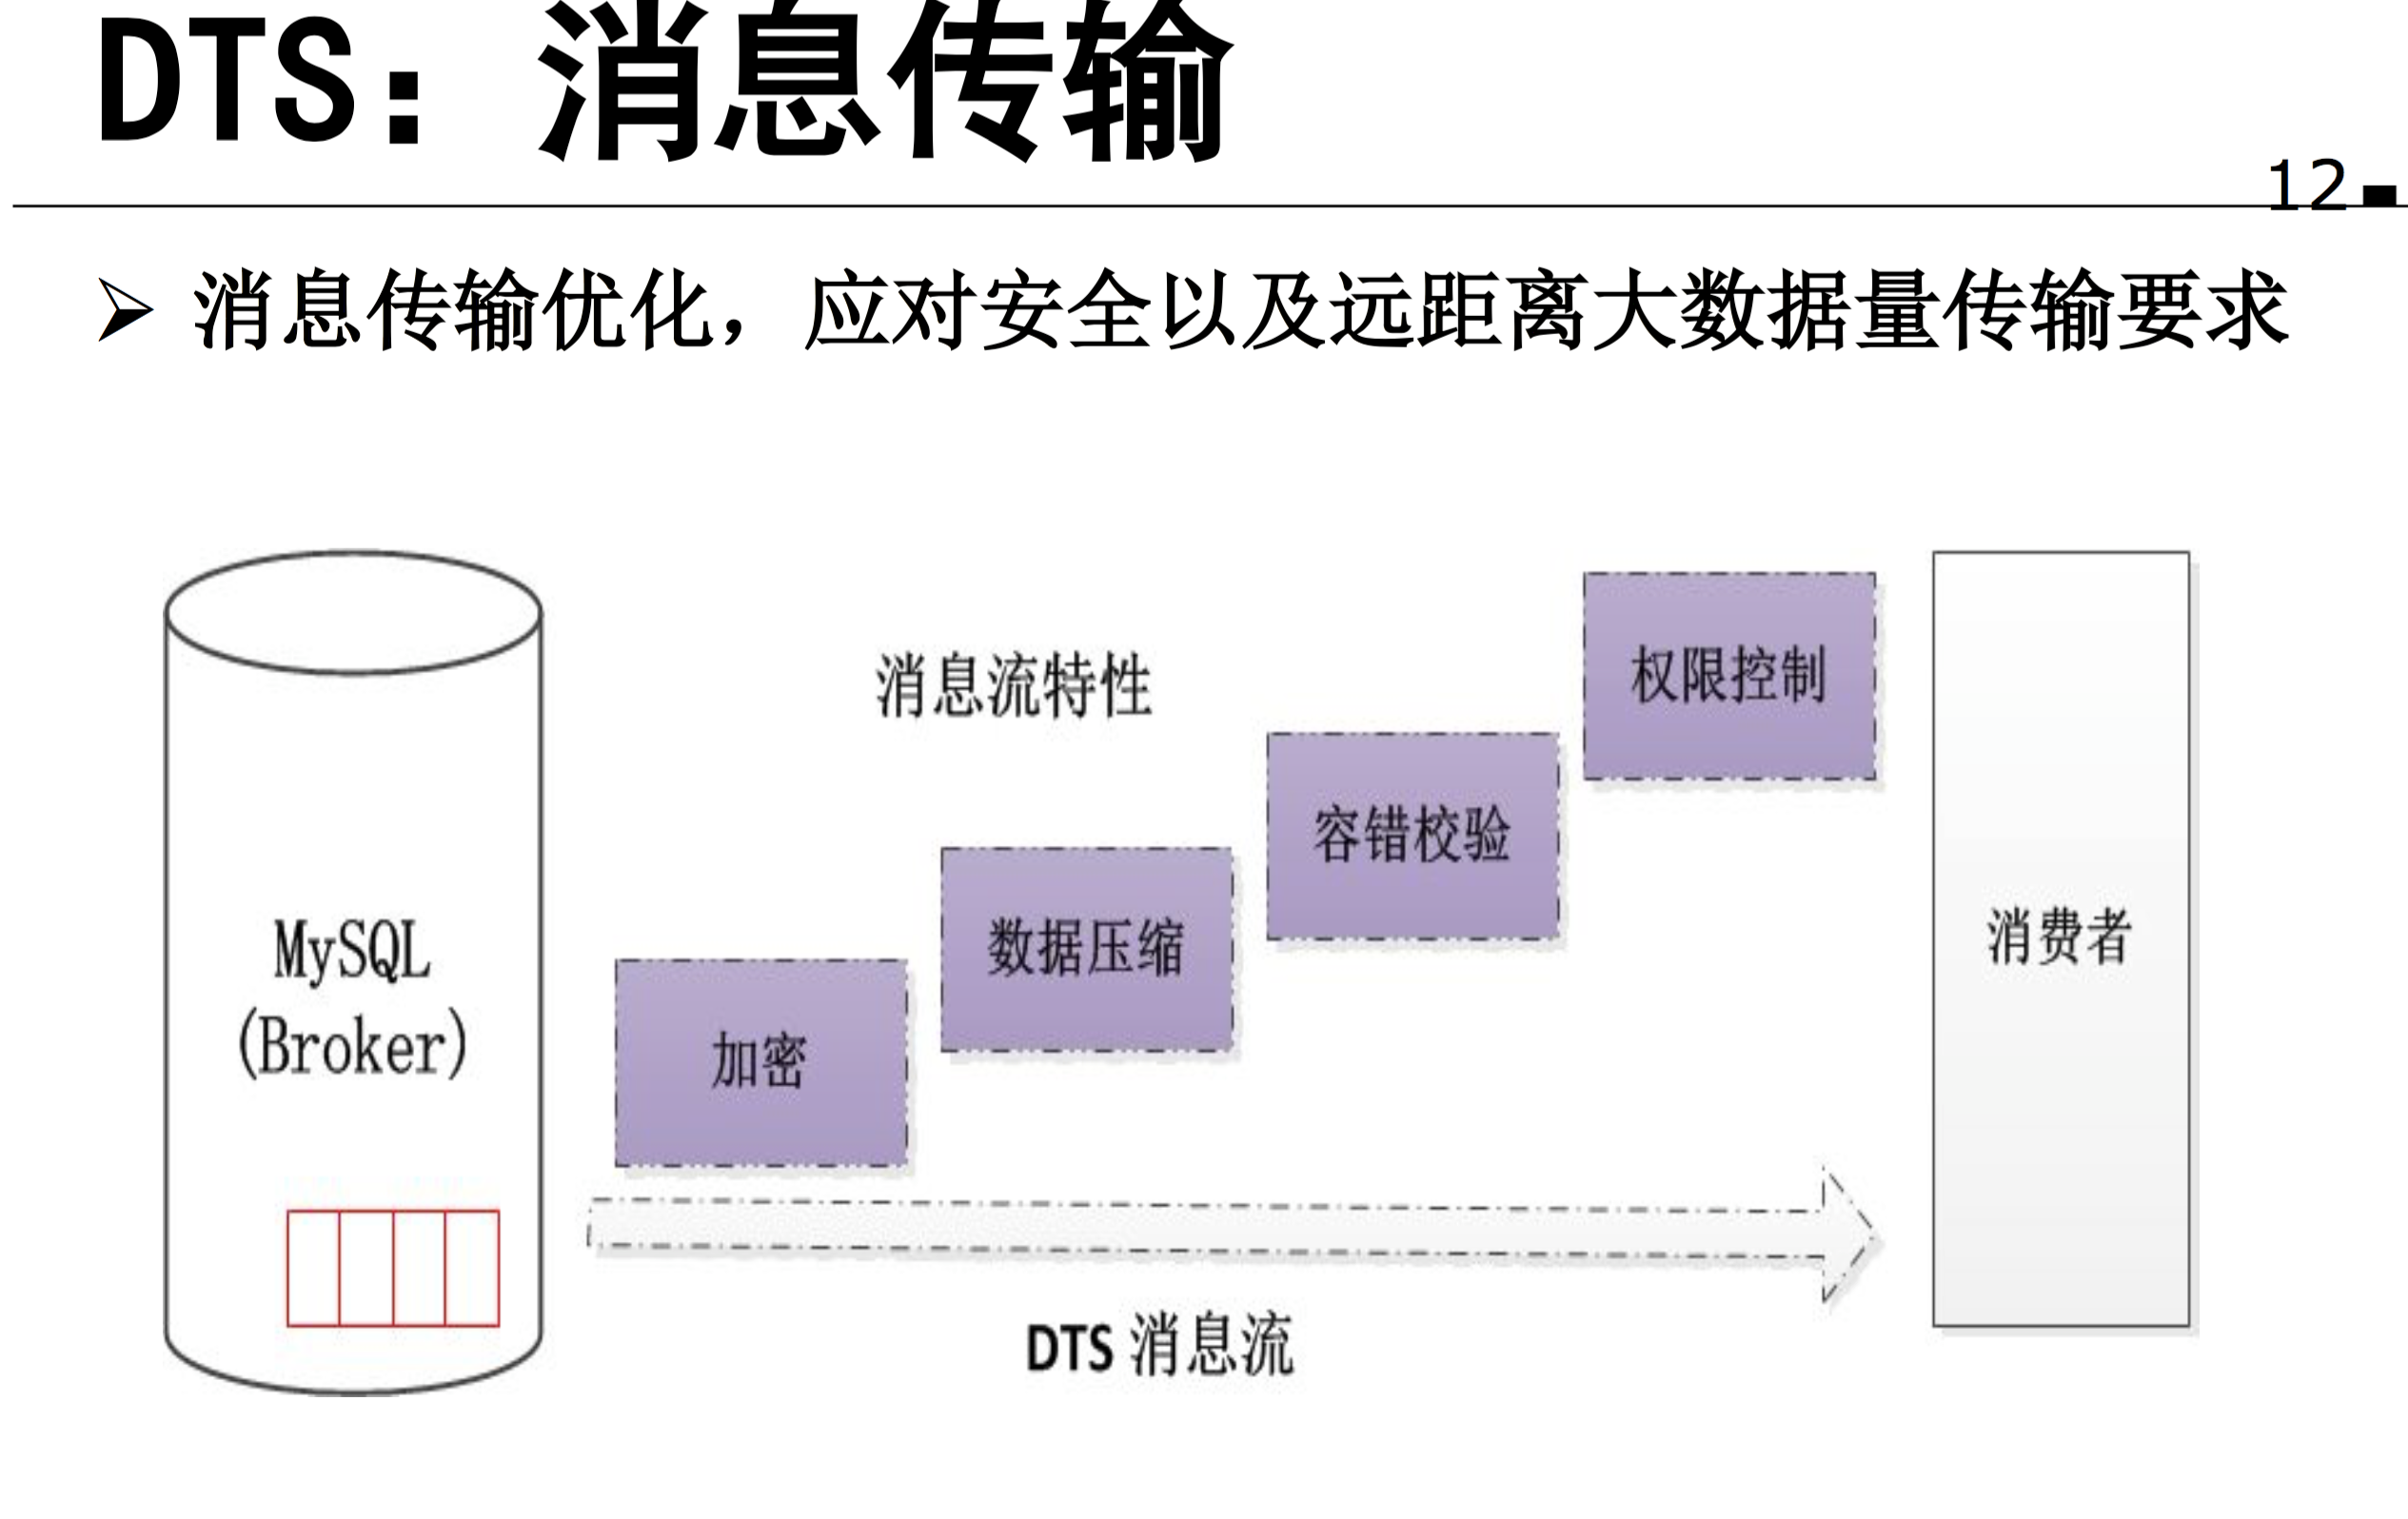 DTS：消息传输
12
消息传输优化，应对安全以及远距离大数据量传输要求
消息流特性
权限控制
容错校验
数据压缩
加密
MySQL
(Broker)
消费者
DTS 消息流